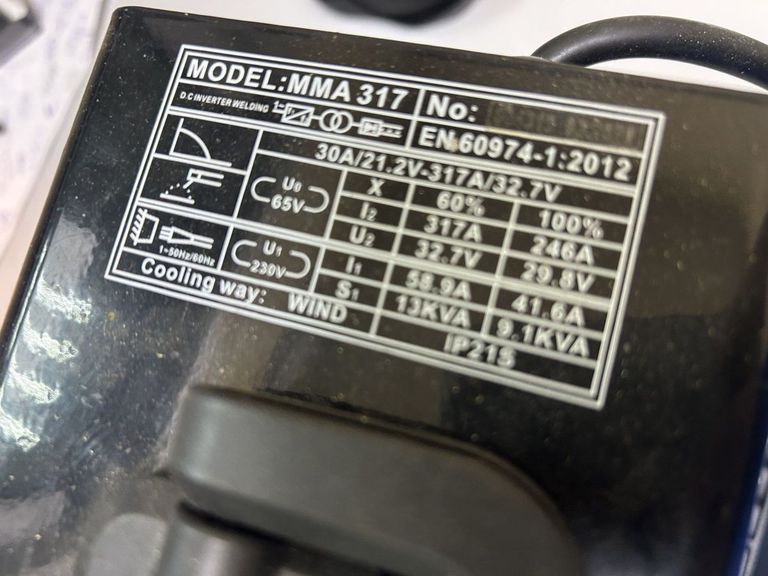 MODEL:MMA 317 No:
D.C INVERTER WELDING 1~
EN 60974-1:2012
30A/21.2V-317A/32.7V
U0 65V
X 60% 100%
I2 317A 246A
U2 32.7V 29.8V
1~50Hz/60Hz
U1 230V
I1 58.9A 41.6A
S1 13KVA 9.1KVA
Cooling way: WIND IP21S